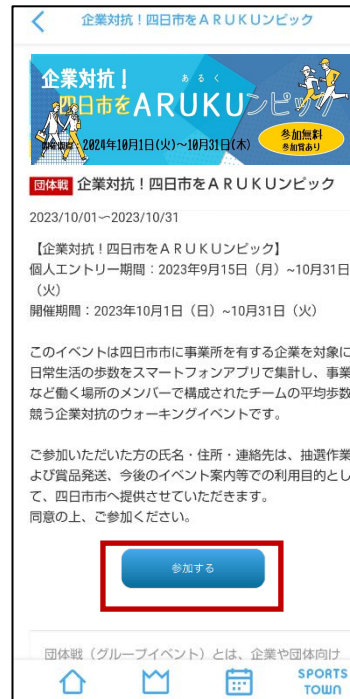 企業対抗！四日市をＡＲＵＫＵンピック
企業対抗！
あるく
四日市をARUKUンピック
開催期間 2024年10月1日(火)～10月31日(木)
参加無料
参加賞あり
団体戦 企業対抗！四日市をＡＲＵＫＵンピック
2023/10/01〜2023/10/31
【企業対抗！四日市をＡＲＵＫＵンピック】
個人エントリー期間：2023年9月15日（月）~10月31日
（火）
開催期間：2023年10月1日（日）~10月31日（火）
このイベントは四日市市に事業所を有する企業を対象に
日常生活の歩数をスマートフォンアプリで集計し、事業
など働く場所のメンバーで構成されたチームの平均歩数
競う企業対抗のウォーキングイベントです。
ご参加いただいた方の氏名・住所・連絡先は、抽選作業
よび賞品発送、今後のイベント案内等での利用目的とし
て、四日市市へ提供させていただきます。
同意の上、ご参加ください。
参加する
団体戦（グループイベント）とは、企業や団体向け
SPORTS
TOWN